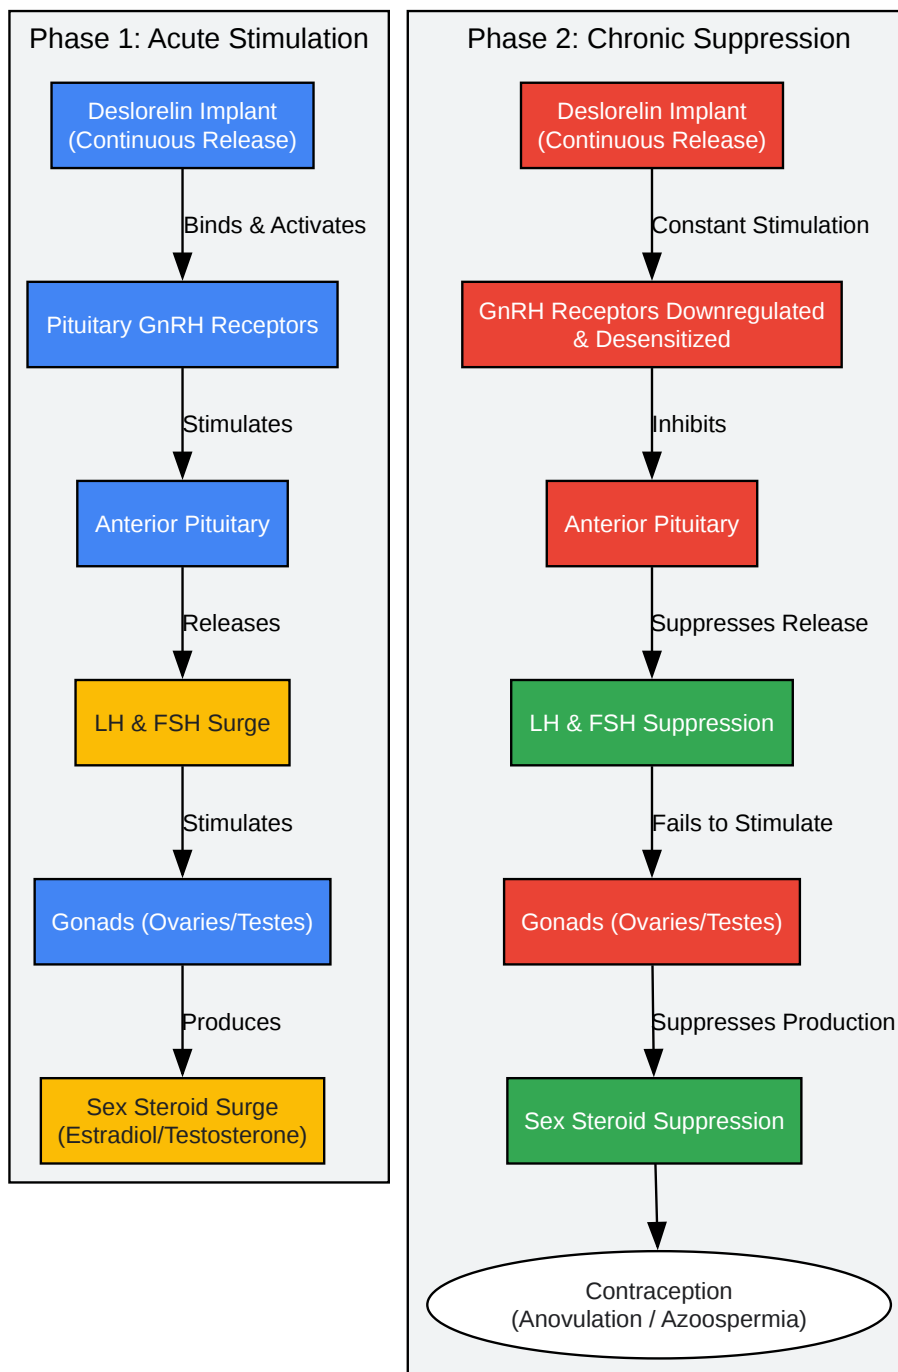 Phase 1: Acute Stimulation
Deslorelin Implant
(Continuous Release)
Binds & Activates
Pituitary GnRH Receptors
Stimulates
Anterior Pituitary
Releases
LH & FSH Surge
Stimulates
Gonads (Ovaries/Testes)
Produces
Sex Steroid Surge
(Estradiol/Testosterone)
Phase 2: Chronic Suppression
Deslorelin Implant
(Continuous Release)
Constant Stimulation
GnRH Receptors Downregulated
& Desensitized
Inhibits
Anterior Pituitary
Suppresses Release
LH & FSH Suppression
Fails to Stimulate
Gonads (Ovaries/Testes)
Suppresses Production
Sex Steroid Suppression
Contraception
(Anovulation / Azoospermia)